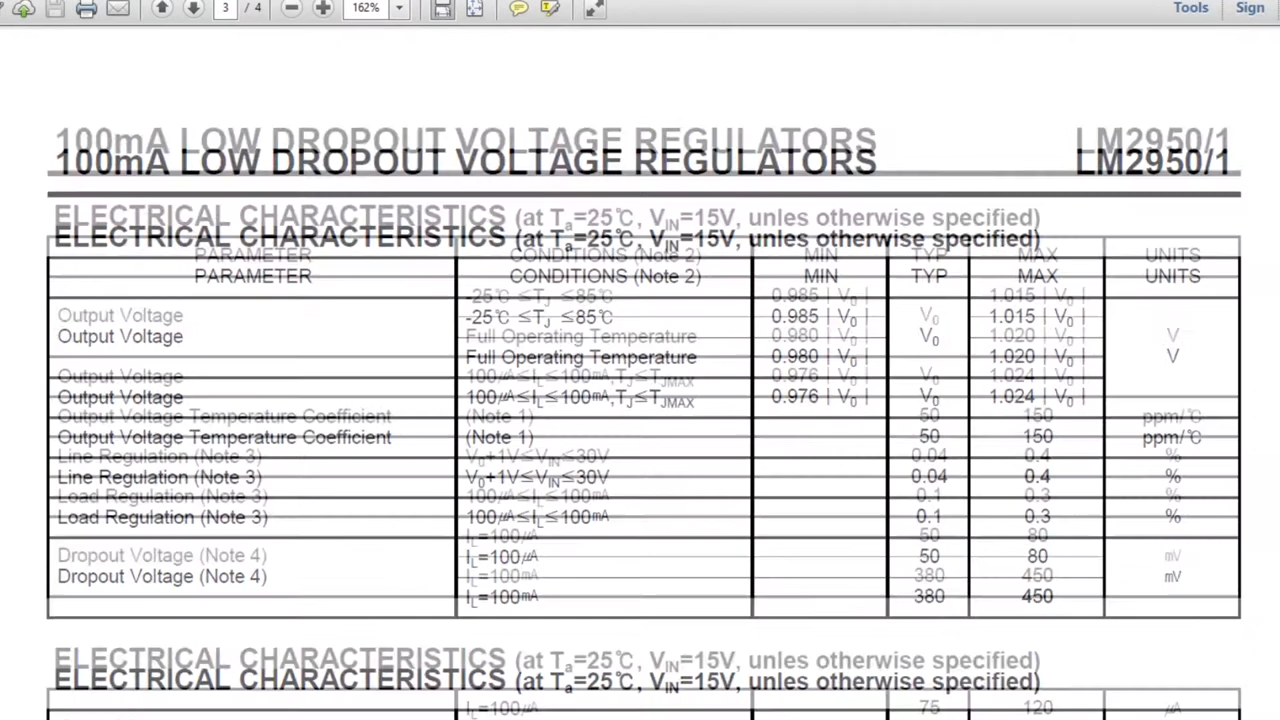 3 / 4 162% Tools Sign
100mA LOW DROPOUT VOLTAGE REGULATORS LM2950/1
ELECTRICAL CHARACTERISTICS (at Ta=25℃, VIN=15V, unles otherwise specified)
PARAMETER CONDITIONS (Note 2) MIN TYP MAX UNITS
-25℃ ≤TJ ≤85℃ 0.985 | V0 | 1.015 | V0 |
Output Voltage V0 V
Full Operating Temperature 0.980 | V0 | 1.020 | V0 |
Output Voltage 100㎂≤IL≤100㎃,TJ≤TJMAX 0.976 | V0 | V0 1.024 | V0 |
Output Voltage Temperature Coefficient (Note 1) 50 150 ppm/℃
Line Regulation (Note 3) V0+1V≤VIN≤30V 0.04 0.4 %
Load Regulation (Note 3) 100㎂≤IL≤100㎃ 0.1 0.3 %
IL=100㎂ 50 80
Dropout Voltage (Note 4) ㎷
IL=100㎃ 380 450
ELECTRICAL CHARACTERISTICS (at Ta=25℃, VIN=15V, unles otherwise specified)
IL=100㎂ 75 120 ㎂